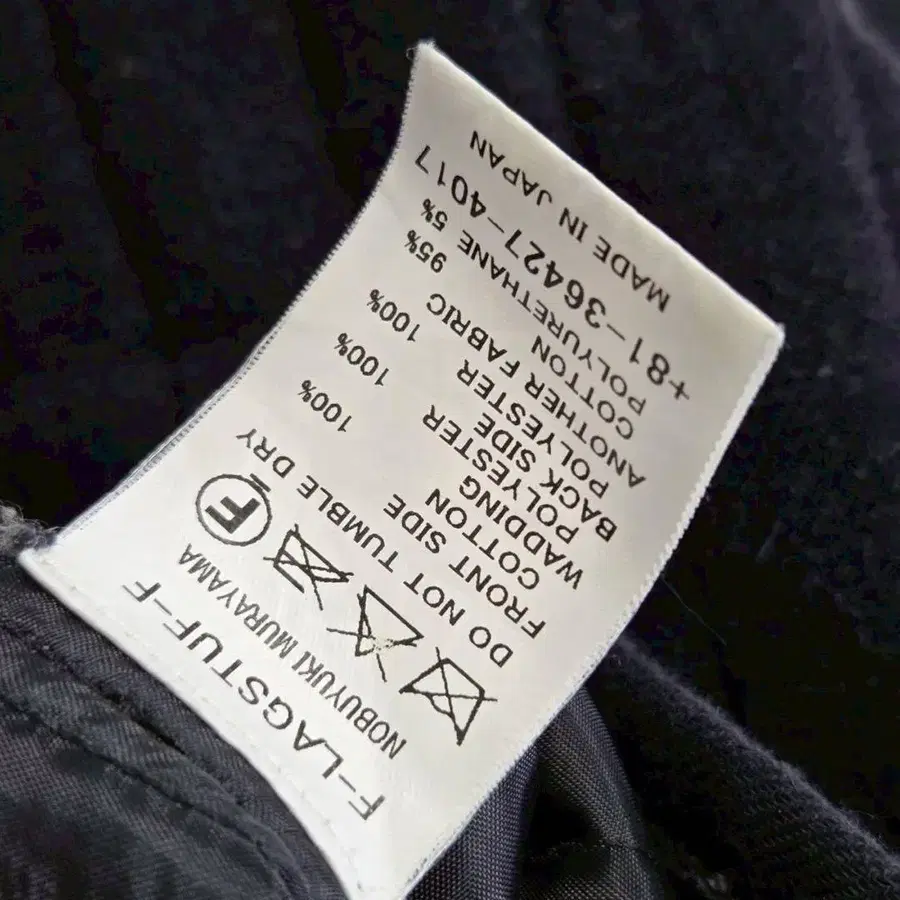 F-LAGSTUF-F
NOBUYUKI MURAYAMA
F
DO NOT TUMBLE DRY
FRONT SIDE
COTTON 100%
WADDING
POLYESTER 100%
BACK SIDE
POLYESTER 100%
ANOTHER FABRIC
COTTON 95%
POLYURETHANE 5%
+81-36427-4017
MADE IN JAPAN